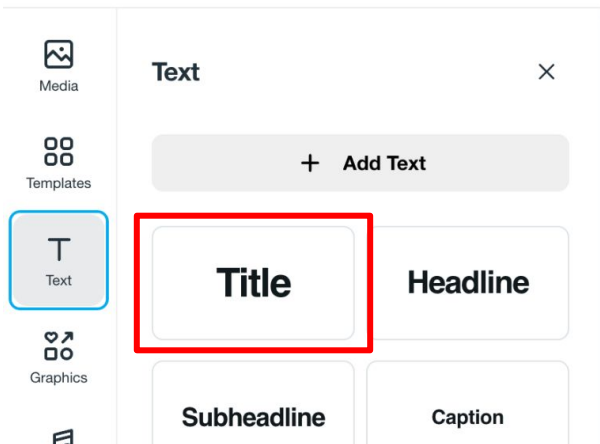 Media
Text
Templates
+ Add Text
Text
Title
Headline
Graphics
Subheadline
Caption